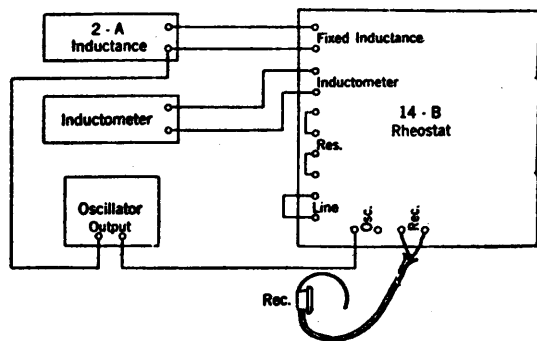 2 - A
Inductance
Fixed Inductance
Inductometer
Inductometer
14 - B
Rheostat
Res.
Oscillator
Output
Line
Osc.
Rec.
Rec.